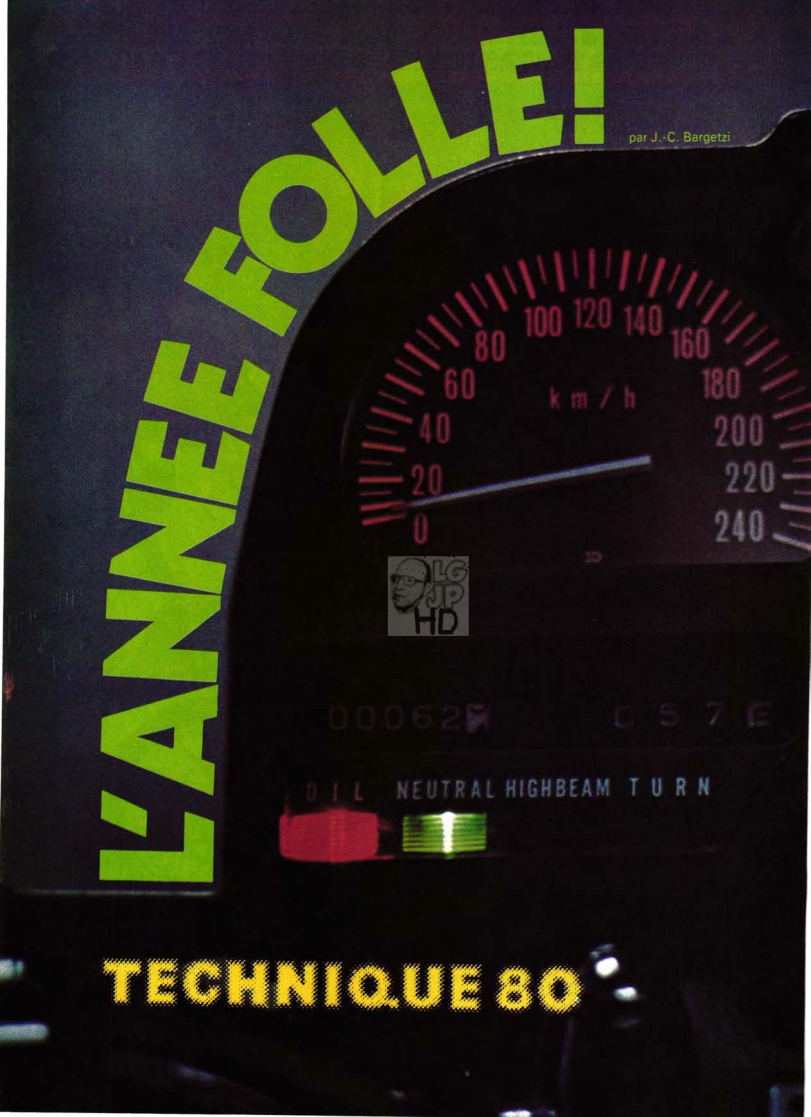 L'ANNEE FOLLE!
par J.-C. Bargetzi
0
20
40
60
80
100
120
140
160
180
200
220
240
km/h
LG
JP
HD
00062
57
OIL NEUTRAL HIGHBEAM TURN
TECHNIQUE 80